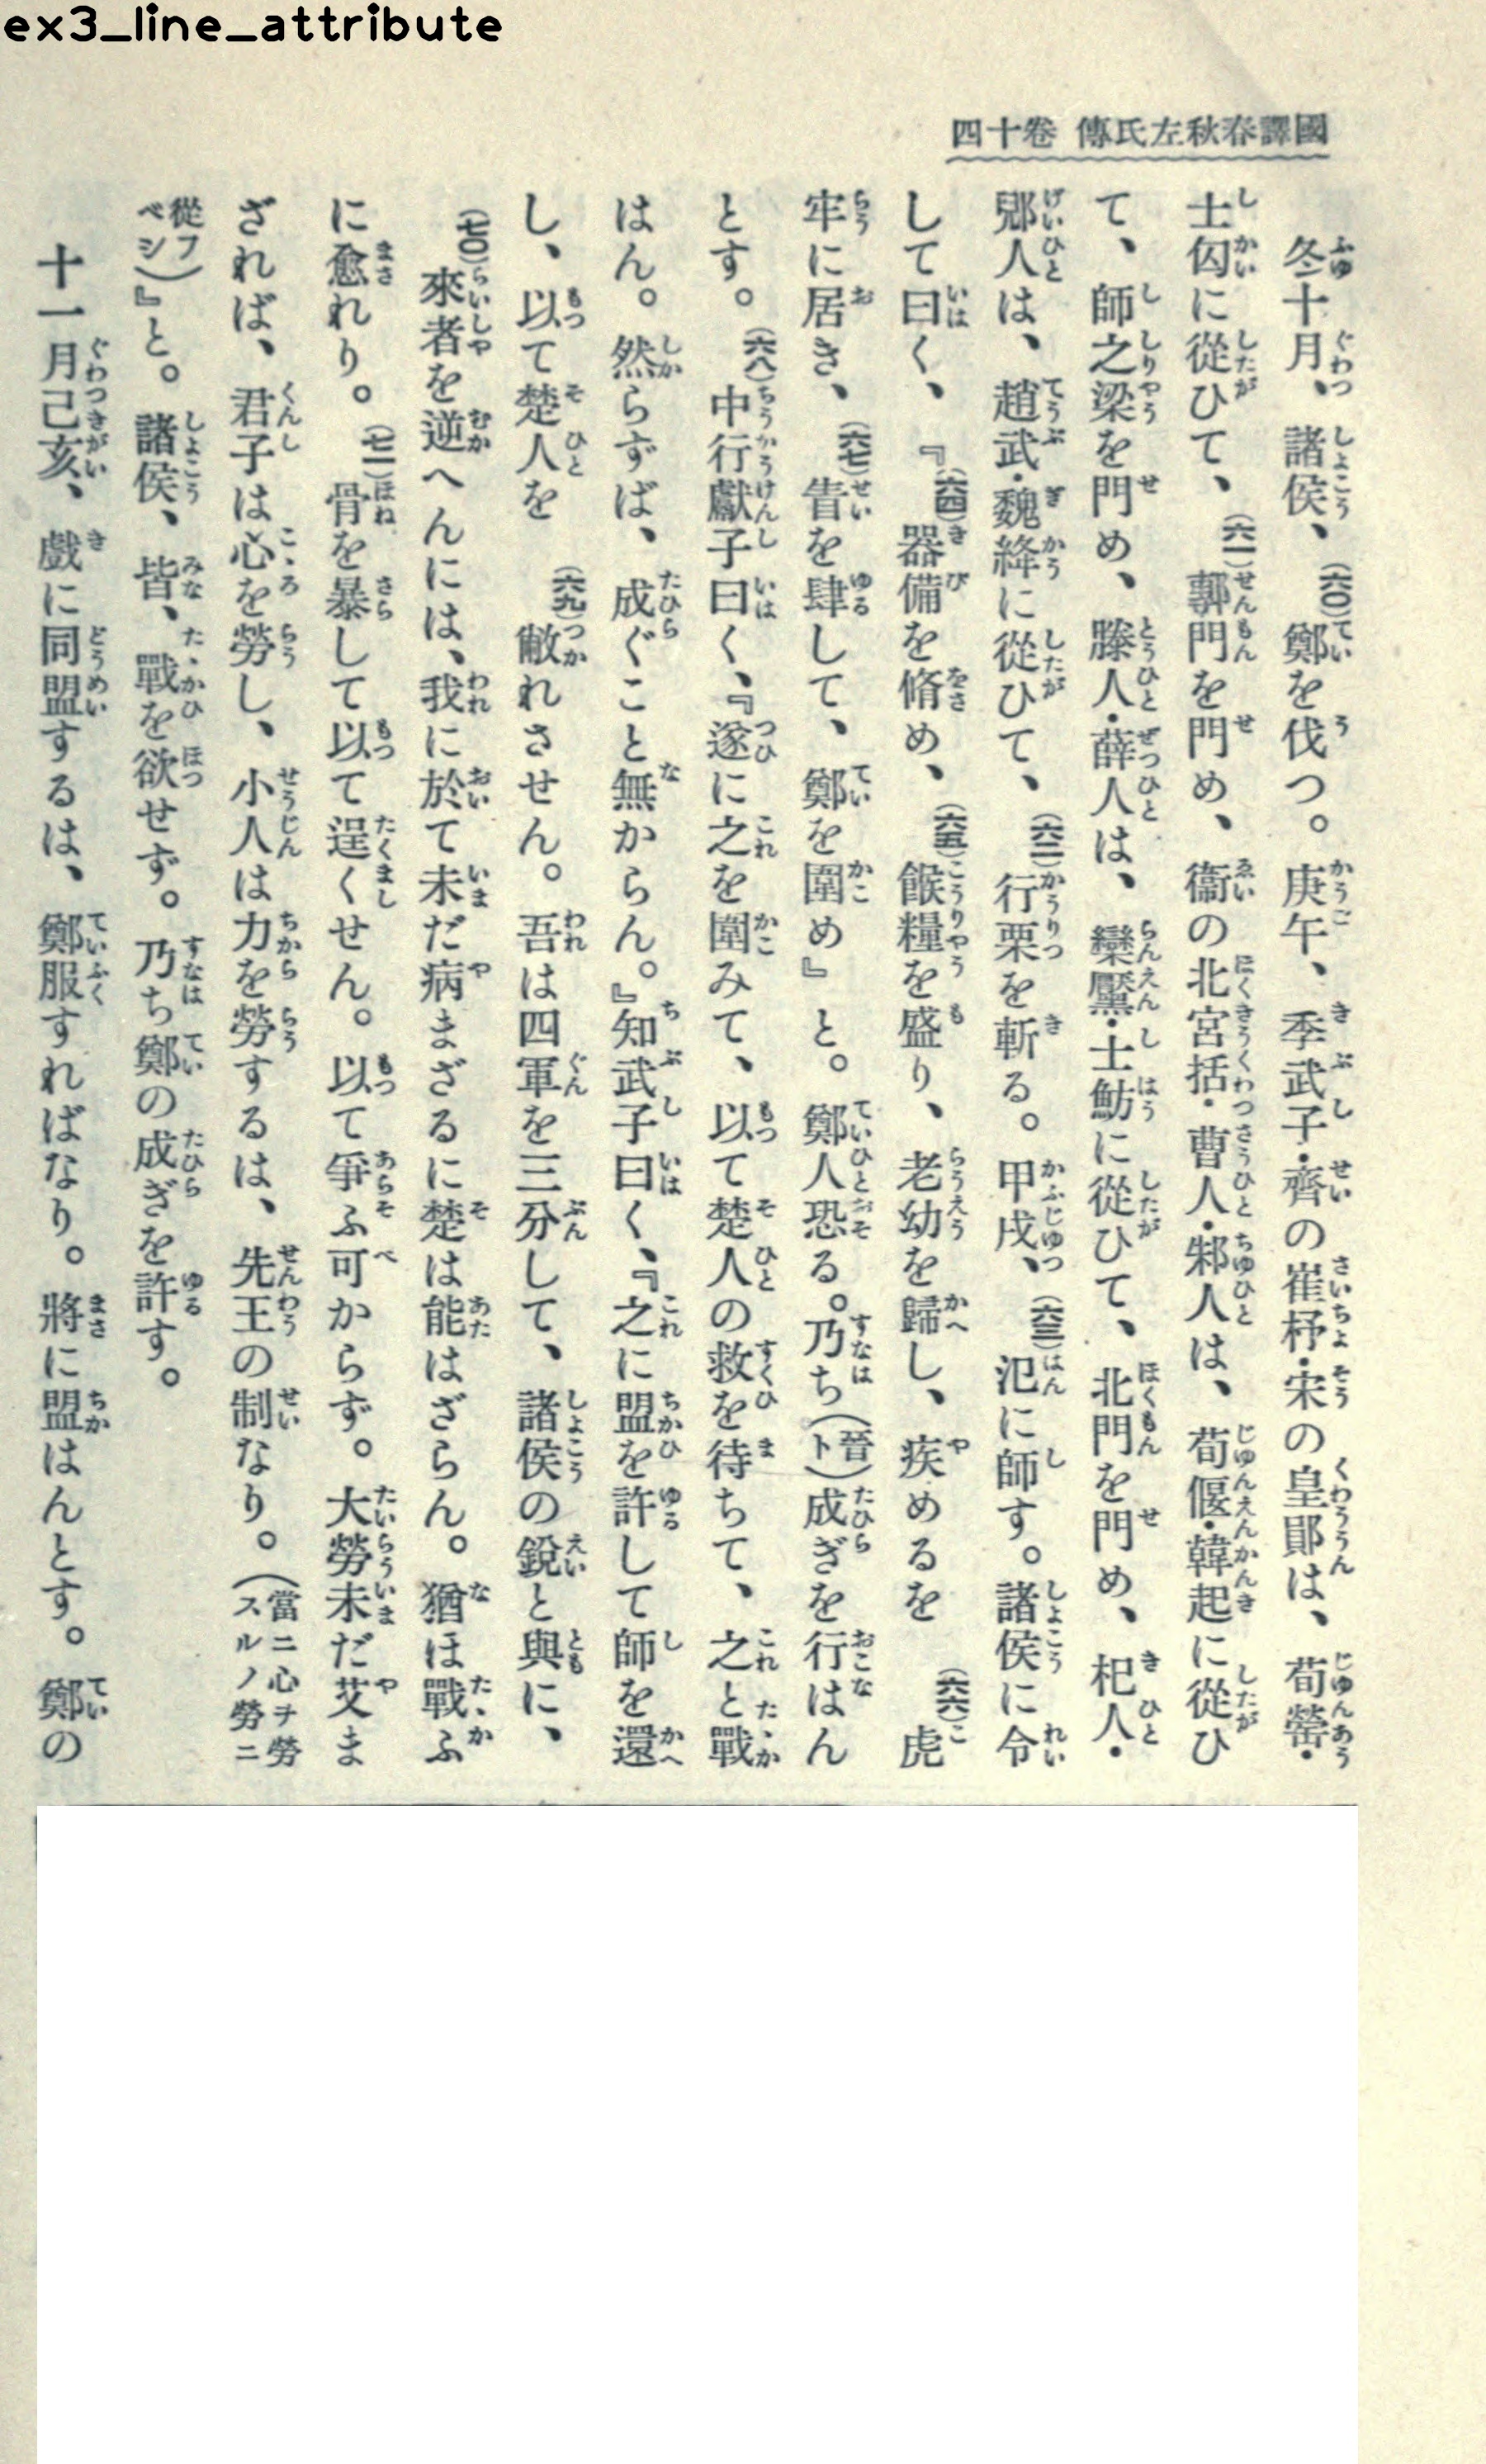 ex3_line_attribute
國譯春秋左氏傳 卷十四
冬十月、諸侯、(六〇)鄭を伐つ。庚午、季武子・齊の崔杼・宋の皇鄖は、荀罃・
士匃に從ひて、(六一)鄟門を門め、衞の北宮括・曹人・邾人は、荀偃・韓起に從ひ
て、師之梁を門め、滕人・薛人は、欒黶・士魴に從ひて、北門を門め、杞人・
郳人は、趙武・魏絳に從ひて、(六二)行栗を斬る。甲戌、(六三)氾に師す。諸侯に令
して曰く、『(六四)器備を脩め、(六五)餱糧を盛り、老幼を歸し、疾めるを(六六)虎
牢に居き、(六七)眚を肆して、鄭を圍め』と。鄭人恐る。乃ち(晉ト)成ぎを行はん
とす。(六八)中行獻子曰く、『遂に之を圍みて、以て楚人の救を待ちて、之と戰
はん。然らずば、成ぐこと無からん。』知武子曰く、『之に盟を許して師を還
し、以て楚人を(六九)敝れさせん。吾は四軍を三分して、諸侯の銳と與に、
(七〇)來者を逆へんには、我に於て未だ病まざるに楚は能はざらん。猶ほ戰ふ
に愈れり。(七一)骨を暴して以て逞くせん。以て爭ふ可からず。大勞未だ艾ま
ざれば、君子は心を勞し、小人は力を勞するは、先王の制なり。(當ニ心ヲ勞スルノ勞ニ
從フベシ)』と。諸侯、皆、戰を欲せず。乃ち鄭の成ぎを許す。
十一月己亥、戲に同盟するは、鄭服すればなり。將に盟はんとす。鄭の